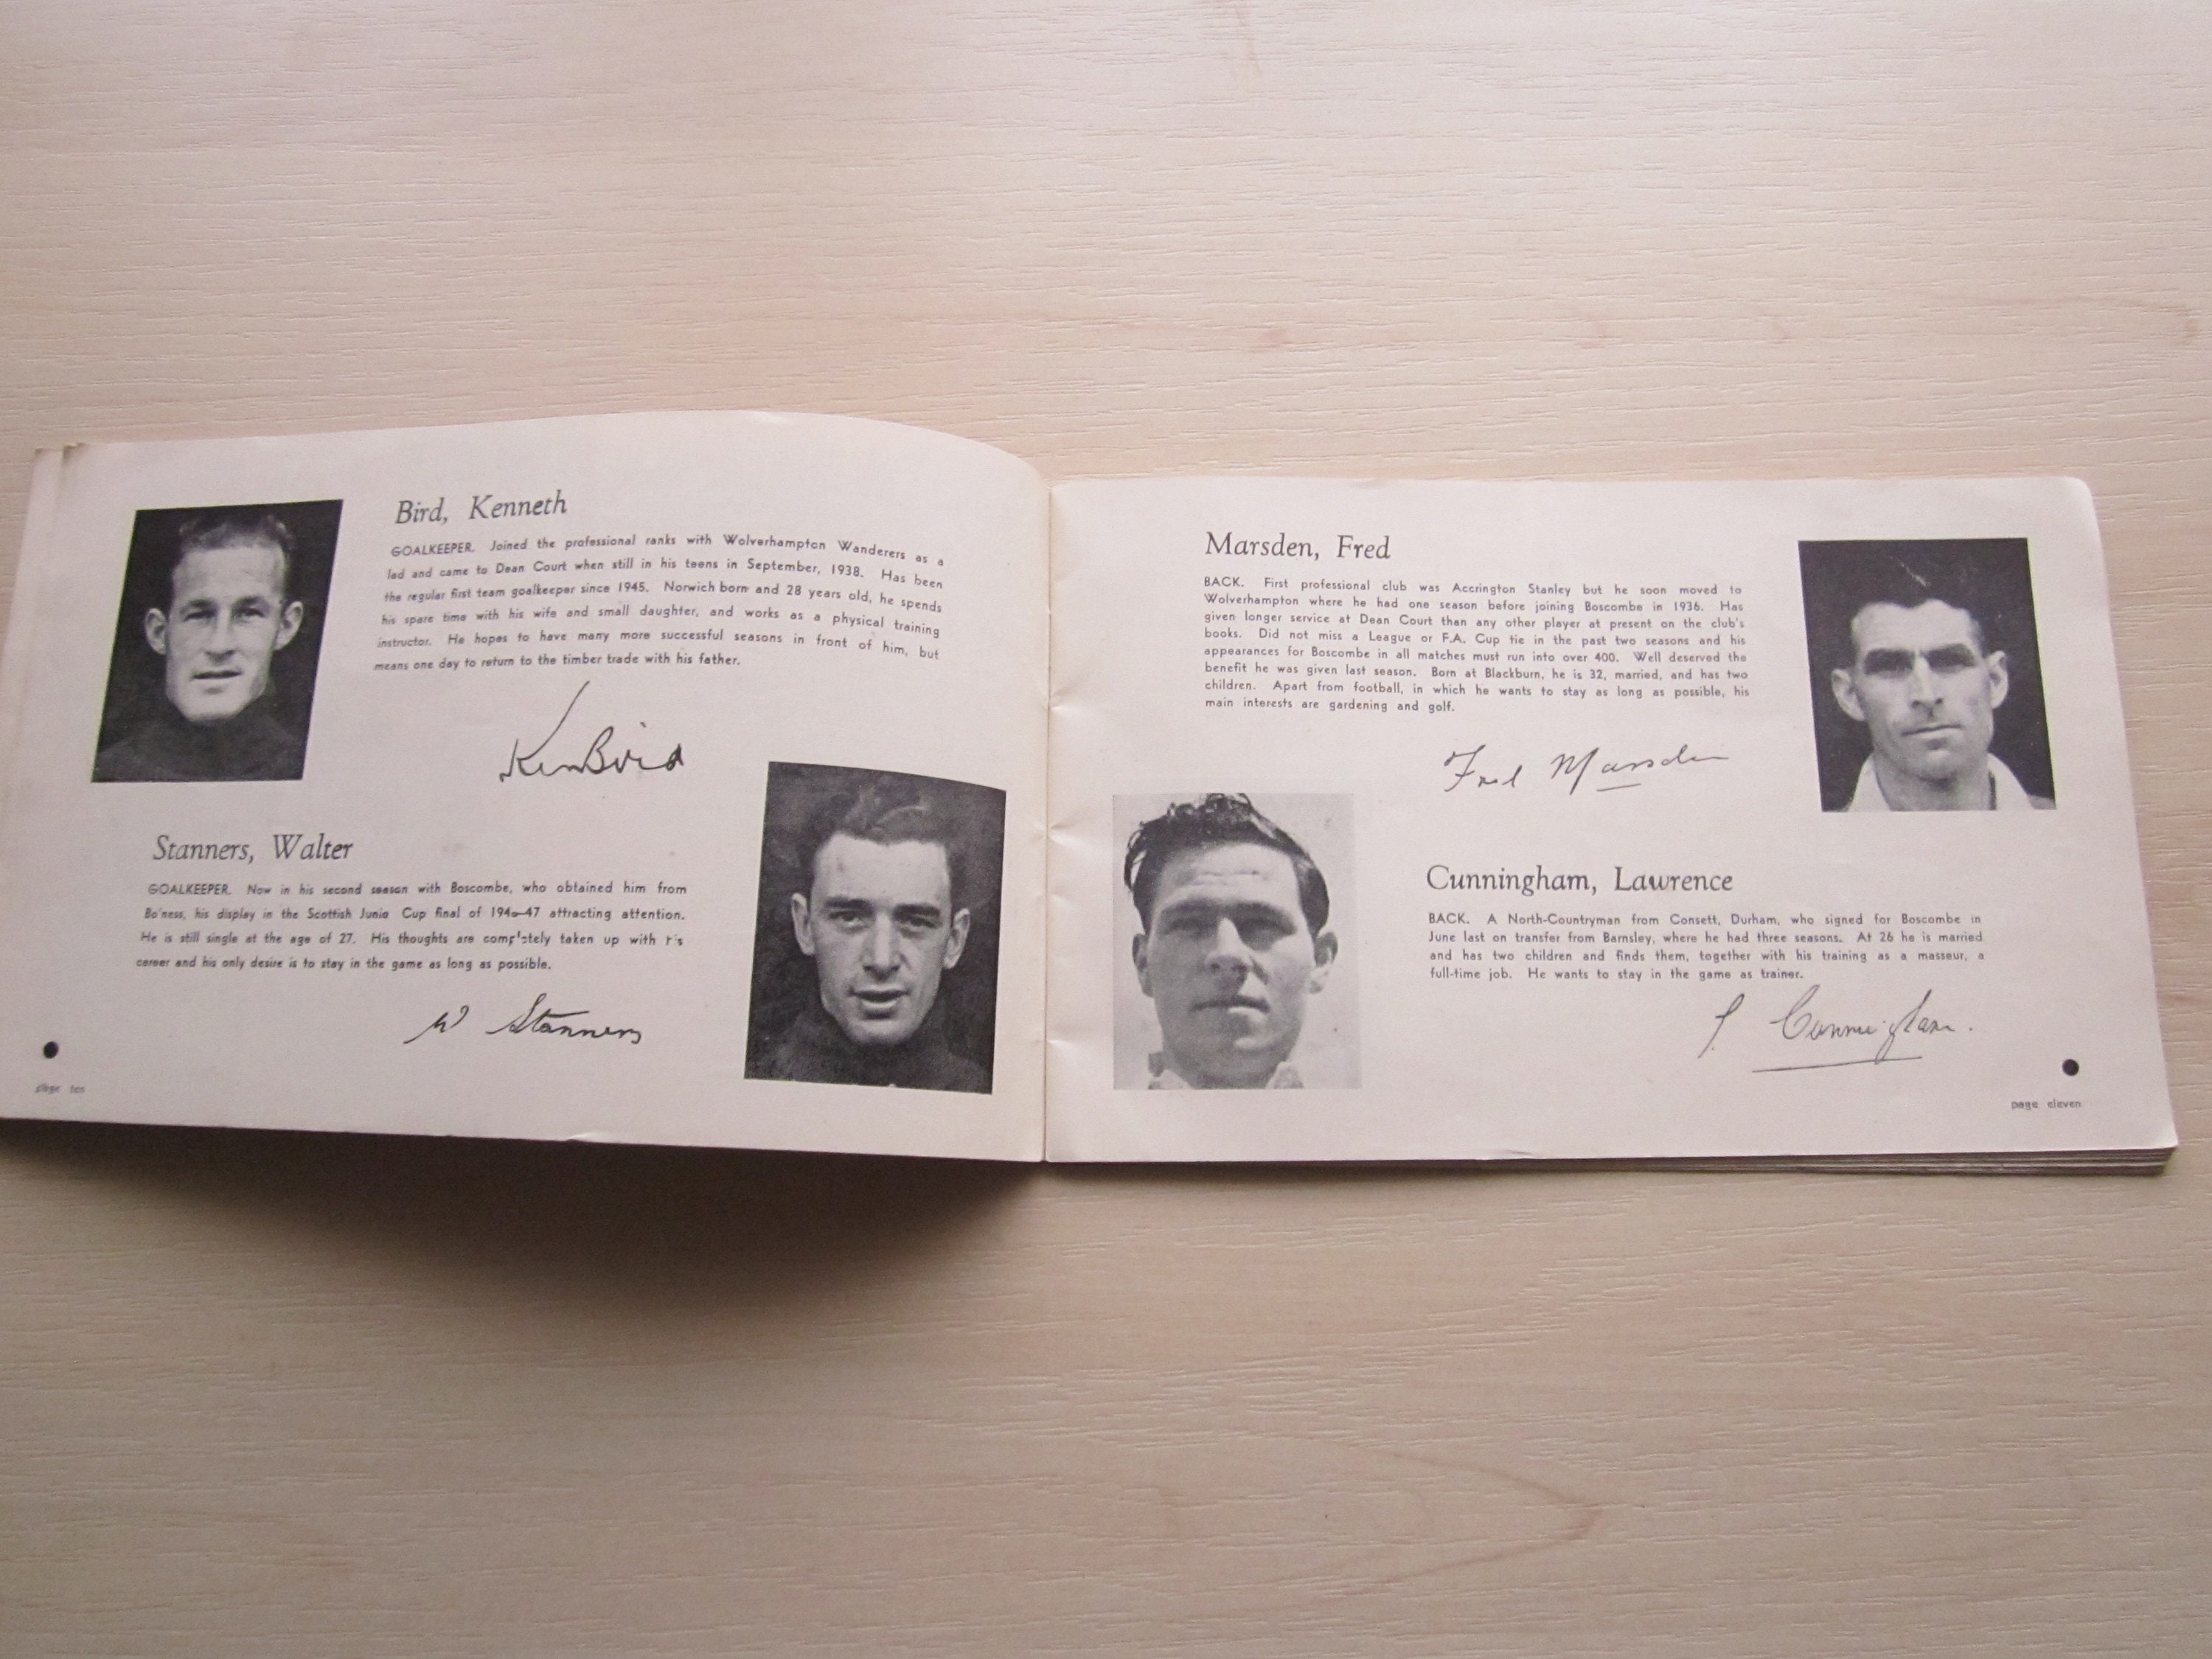 Bird, Kenneth
GOALKEEPER. Joined the professional ranks with Wolverhampton Wanderers as a
lad and came to Dean Court when still in his teens in September, 1938. Has been
the regular first team goalkeeper since 1945. Norwich born and 28 years old, he spends
his spare time with his wife and small daughter, and works as a physical training
instructor. He hopes to have many more successful seasons in front of him, but
means one day to return to the timber trade with his father.
Ken Bird
Stanners, Walter
GOALKEEPER. Now in his second season with Boscombe, who obtained him from
Bo'ness, his display in the Scottish Junio Cup final of 194 -47 attracting attention.
He is still single at the age of 27. His thoughts are completely taken up with his
career and his only desire is to stay in the game as long as possible.
W Stanners
page ten
Marsden, Fred
BACK. First professional club was Accrington Stanley but he soon moved to
Wolverhampton where he had one season before joining Boscombe in 1936. Has
given longer service at Dean Court than any other player at present on the club's
books. Did not miss a League or F.A. Cup tie in the past two seasons and his
appearances for Boscombe in all matches must run into over 400. Well deserved the
benefit he was given last season. Born at Blackburn, he is 32, married, and has two
children. Apart from football, in which he wants to stay as long as possible, his
main interests are gardening and golf.
Fred Marsden
Cunningham, Lawrence
BACK. A North-Countryman from Consett, Durham, who signed for Boscombe in
June last on transfer from Barnsley, where he had three seasons. At 26 he is married
and has two children and finds them, together with his training as a masseur, a
full-time job. He wants to stay in the game as trainer.
L Cunningham.
page eleven